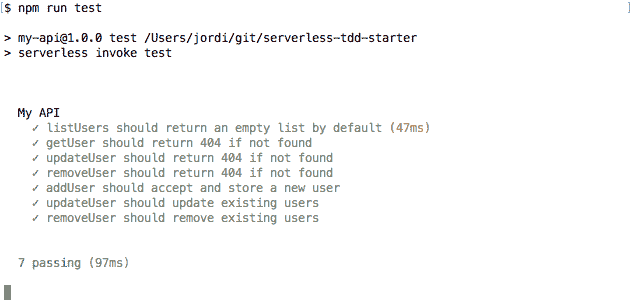 [$ npm run test ]
> my-api@1.0.0 test /Users/jordi/git/serverless-tdd-starter
> serverless invoke test
My API
✓ listUsers should return an empty list by default (47ms)
✓ getUser should return 404 if not found
✓ updateUser should return 404 if not found
✓ removeUser should return 404 if not found
✓ addUser should accept and store a new user
✓ updateUser should update existing users
✓ removeUser should remove existing users
7 passing (97ms)